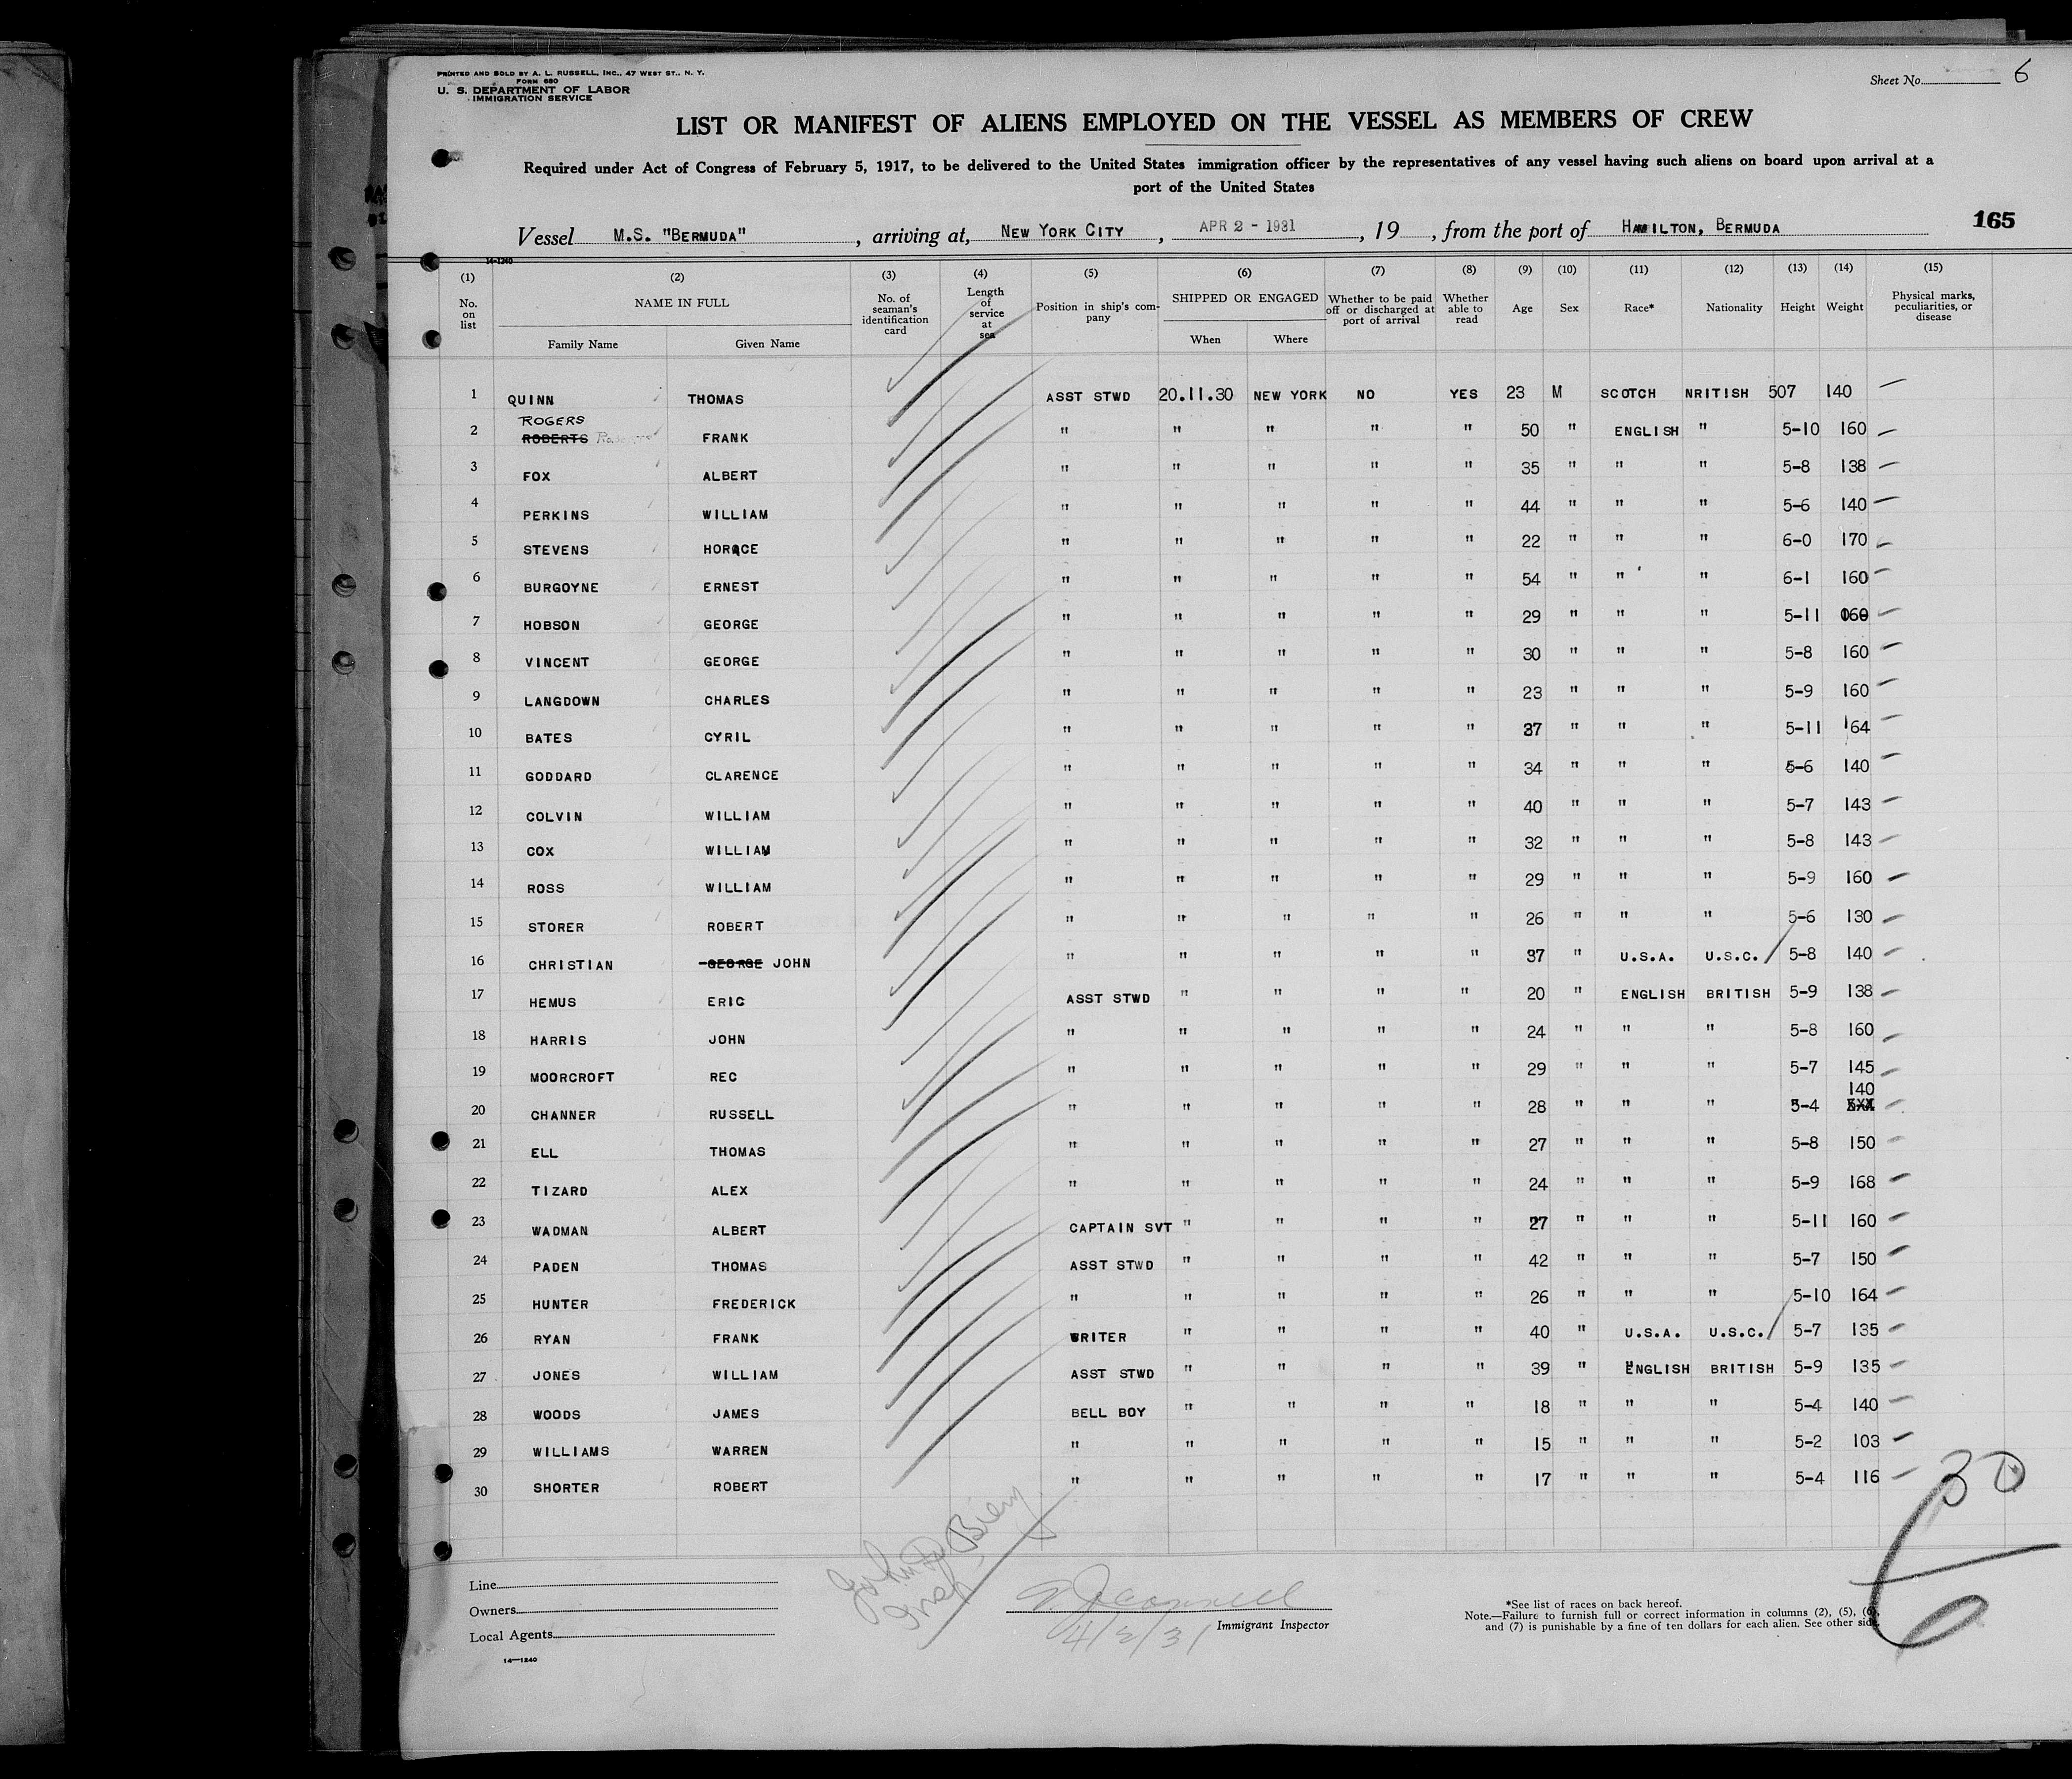 PRINTED AND SOLD BY A. L. RUSSELL, INC., 47 WEST ST., N. Y.
FORM 680
U. S. DEPARTMENT OF LABOR
IMMIGRATION SERVICE
Sheet No. 6
LIST OR MANIFEST OF ALIENS EMPLOYED ON THE VESSEL AS MEMBERS OF CREW
Required under Act of Congress of February 5, 1917, to be delivered to the United States immigration officer by the representatives of any vessel having such aliens on board upon arrival at a
port of the United States
Vessel M.S. "BERMUDA", arriving at, NEW YORK CITY, APR 2 - 1931, 19, from the port of HAMILTON, BERMUDA 165
14-1240
(1) (2) (3) (4) (5) (6) (7) (8) (9) (10) (11) (12) (13) (14) (15)
No. on list NAME IN FULL Family Name Given Name No. of seaman's identification card Length of service at sea Position in ship's company SHIPPED OR ENGAGED When Where Whether to be paid off or discharged at port of arrival Whether able to read Age Sex Race* Nationality Height Weight Physical marks, peculiarities, or disease
1 QUINN THOMAS ASST STWD 20.11.30 NEW YORK NO YES 23 M SCOTCH NRITISH 507 140
ROGERS
2 ROBERTS FRANK " " " " " 50 " ENGLISH " 5-10 160
3 FOX ALBERT " " " " " 35 " " " 5-8 138
4 PERKINS WILLIAM " " " " " 44 " " " 5-6 140
5 STEVENS HORACE " " " " " 22 " " " 6-0 170
6 BURGOYNE ERNEST " " " " " 54 " " " 6-1 160
7 HOBSON GEORGE " " " " " 29 " " " 5-11 160
8 VINCENT GEORGE " " " " " 30 " " " 5-8 160
9 LANGDOWN CHARLES " " " " " 23 " " " 5-9 160
10 BATES CYRIL " " " " " 37 " " " 5-11 164
11 GODDARD CLARENCE " " " " " 34 " " " 5-6 140
12 COLVIN WILLIAM " " " " " 40 " " " 5-7 143
13 COX WILLIAM " " " " " 32 " " " 5-8 143
14 ROSS WILLIAM " " " " " 29 " " " 5-9 160
15 STORER ROBERT " " " " " 26 " " " 5-6 130
16 CHRISTIAN GEORGE JOHN " " " " " 37 " U.S.A. U.S.C. 5-8 140
17 HEMUS ERIC ASST STWD " " " " 20 " ENGLISH BRITISH 5-9 138
18 HARRIS JOHN " " " " " 24 " " " 5-8 160
19 MOORCROFT REC " " " " " 29 " " " 5-7 145
140
20 CHANNER RUSSELL " " " " " 28 " " " 5-4
21 ELL THOMAS " " " " " 27 " " " 5-8 150
22 TIZARD ALEX " " " " " 24 " " " 5-9 168
23 WADMAN ALBERT CAPTAIN SVT " " " " 27 " " " 5-11 160
24 PADEN THOMAS ASST STWD " " " " 42 " " " 5-7 150
25 HUNTER FREDERICK " " " " " 26 " " " 5-10 164
26 RYAN FRANK WRITER " " " " 40 " U.S.A. U.S.C. 5-7 135
27 JONES WILLIAM ASST STWD " " " " 39 " ENGLISH BRITISH 5-9 135
28 WOODS JAMES BELL BOY " " " " 18 " " " 5-4 140
29 WILLIAMS WARREN " " " " " 15 " " " 5-2 103
30 SHORTER ROBERT " " " " " 17 " " " 5-4 116
30
Line
Owners
Local Agents
14-1240
4/2/31
Immigrant Inspector
*See list of races on back hereof.
Note.—Failure to furnish full or correct information in columns (2), (5), (6),
and (7) is punishable by a fine of ten dollars for each alien. See other side.